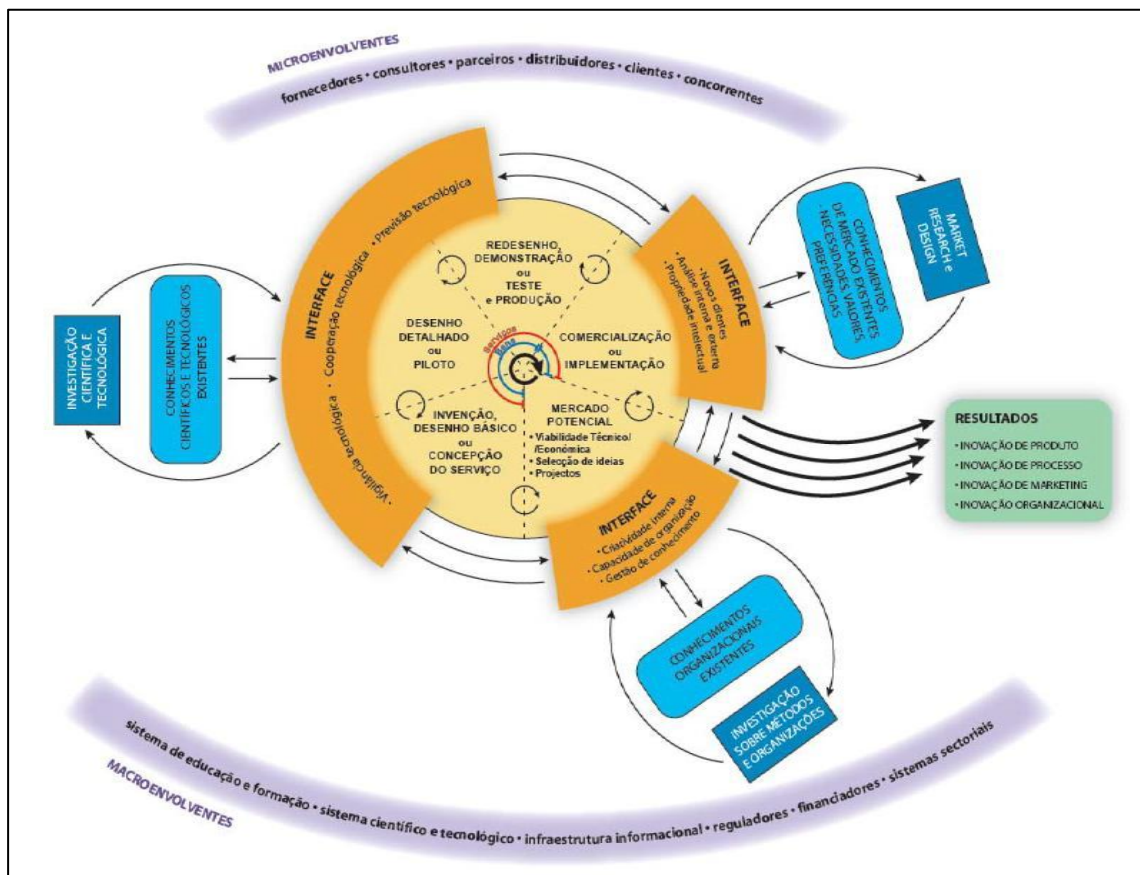 MICROENVOLVENTES
fornecedores • consultores • parceiros • distribuidores • clientes • concorrentes
INTERFACE
• Vigilância tecnológica • Cooperação tecnológica • Previsão tecnológica
INVESTIGAÇÃO
CIENTÍFICA E
TECNOLÓGICA
CONHECIMENTOS
CIENTÍFICOS E TECNOLÓGICOS
EXISTENTES
REDESENHO,
DEMONSTRAÇÃO
ou
TESTE
e PRODUÇÃO
DESENHO
DETALHADO
ou
PILOTO
Serviços
Bens
COMERCIALIZAÇÃO
ou
IMPLEMENTAÇÃO
INVENÇÃO,
DESENHO BÁSICO
ou
CONCEPÇÃO
DO SERVIÇO
MERCADO
POTENCIAL
• Viabilidade Técnico/
/Económica
• Selecção de ideias
• Projectos
INTERFACE
• Novos clientes
• Análise interna e externa
• Propriedade intelectual
CONHECIMENTOS
DE MERCADO EXISTENTES
- NECESSIDADES, VALORES,
PREFERÊNCIAS
MARKET
RESEARCH e
DESIGN
RESULTADOS
• INOVAÇÃO DE PRODUTO
• INOVAÇÃO DE PROCESSO
• INOVAÇÃO DE MARKETING
• INOVAÇÃO ORGANIZACIONAL
INTERFACE
• Criatividade interna
• Capacidade de organização
• Gestão de conhecimento
CONHECIMENTOS
ORGANIZACIONAIS
EXISTENTES
INVESTIGAÇÃO
SOBRE MÉTODOS
E ORGANIZAÇÕES
sistema de educação e formação • sistema científico e tecnológico • infraestrutura informacional • reguladores • financiadores • sistemas sectoriais
MACROENVOLVENTES